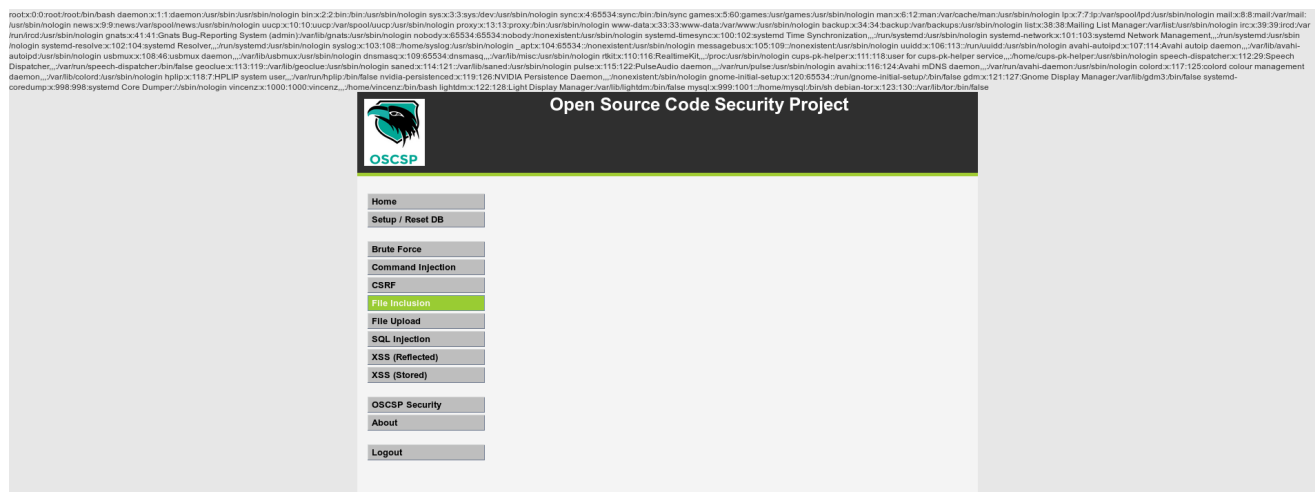 root:x:0:0:root:/root:/bin/bash daemon:x:1:1:daemon:/usr/sbin:/usr/sbin/nologin bin:x:2:2:bin:/bin:/usr/sbin/nologin sys:x:3:3:sys:/dev:/usr/sbin/nologin sync:x:4:65534:sync:/bin:/bin/sync games:x:5:60:games:/usr/games:/usr/sbin/nologin man:x:6:12:man:/var/cache/man:/usr/sbin/nologin lp:x:7:7:lp:/var/spool/lpd:/usr/sbin/nologin mail:x:8:8:mail:/var/mail:
/usr/sbin/nologin news:x:9:9:news:/var/spool/news:/usr/sbin/nologin uucp:x:10:10:uucp:/var/spool/uucp:/usr/sbin/nologin proxy:x:13:13:proxy:/bin:/usr/sbin/nologin www-data:x:33:33:www-data:/var/www:/usr/sbin/nologin backup:x:34:34:backup:/var/backups:/usr/sbin/nologin list:x:38:38:Mailing List Manager:/var/list:/usr/sbin/nologin irc:x:39:39:ircd:/var
/run/ircd:/usr/sbin/nologin gnats:x:41:41:Gnats Bug-Reporting System (admin):/var/lib/gnats:/usr/sbin/nologin nobody:x:65534:65534:nobody:/nonexistent:/usr/sbin/nologin systemd-timesync:x:100:102:systemd Time Synchronization,,,:/run/systemd:/usr/sbin/nologin systemd-network:x:101:103:systemd Network Management,,,:/run/systemd:/usr/sbin
/nologin systemd-resolve:x:102:104:systemd Resolver,,,:/run/systemd:/usr/sbin/nologin syslog:x:103:108::/home/syslog:/usr/sbin/nologin _apt:x:104:65534::/nonexistent:/usr/sbin/nologin messagebus:x:105:109::/nonexistent:/usr/sbin/nologin uuidd:x:106:113::/run/uuidd:/usr/sbin/nologin avahi-autoipd:x:107:114:Avahi autoip daemon,,,:/var/lib/avahi-
autoipd:/usr/sbin/nologin usbmux:x:108:46:usbmux daemon,,,:/var/lib/usbmux:/usr/sbin/nologin dnsmasq:x:109:65534:dnsmasq,,,:/var/lib/misc:/usr/sbin/nologin rtkit:x:110:116:RealtimeKit,,,:/proc:/usr/sbin/nologin cups-pk-helper:x:111:118:user for cups-pk-helper service,,,:/home/cups-pk-helper:/usr/sbin/nologin speech-dispatcher:x:112:29:Speech
Dispatcher,,,:/var/run/speech-dispatcher:/bin/false geoclue:x:113:119::/var/lib/geoclue:/usr/sbin/nologin saned:x:114:121::/var/lib/saned:/usr/sbin/nologin pulse:x:115:122:PulseAudio daemon,,,:/var/run/pulse:/usr/sbin/nologin avahi:x:116:124:Avahi mDNS daemon,,,:/var/run/avahi-daemon:/usr/sbin/nologin colord:x:117:125:colord colour management
daemon,,,:/var/lib/colord:/usr/sbin/nologin hplip:x:118:7:HPLIP system user,,,:/var/run/hplip:/bin/false nvidia-persistenced:x:119:126:NVIDIA Persistence Daemon,,,:/nonexistent:/sbin/nologin gnome-initial-setup:x:120:65534::/run/gnome-initial-setup/:/bin/false gdm:x:121:127:Gnome Display Manager:/var/lib/gdm3:/bin/false systemd-
coredump:x:998:998:systemd Core Dumper:/:/sbin/nologin vincenz:x:1000:1000:vincenz,,,:/home/vincenz:/bin/bash lightdm:x:122:128:Light Display Manager:/var/lib/lightdm:/bin/false mysql:x:999:1001::/home/mysql:/bin/sh debian-tor:x:123:130::/var/lib/tor:/bin/false
Open Source Code Security Project
OSCSP
Home
Setup / Reset DB
Brute Force
Command Injection
CSRF
File Inclusion
File Upload
SQL Injection
XSS (Reflected)
XSS (Stored)
OSCSP Security
About
Logout